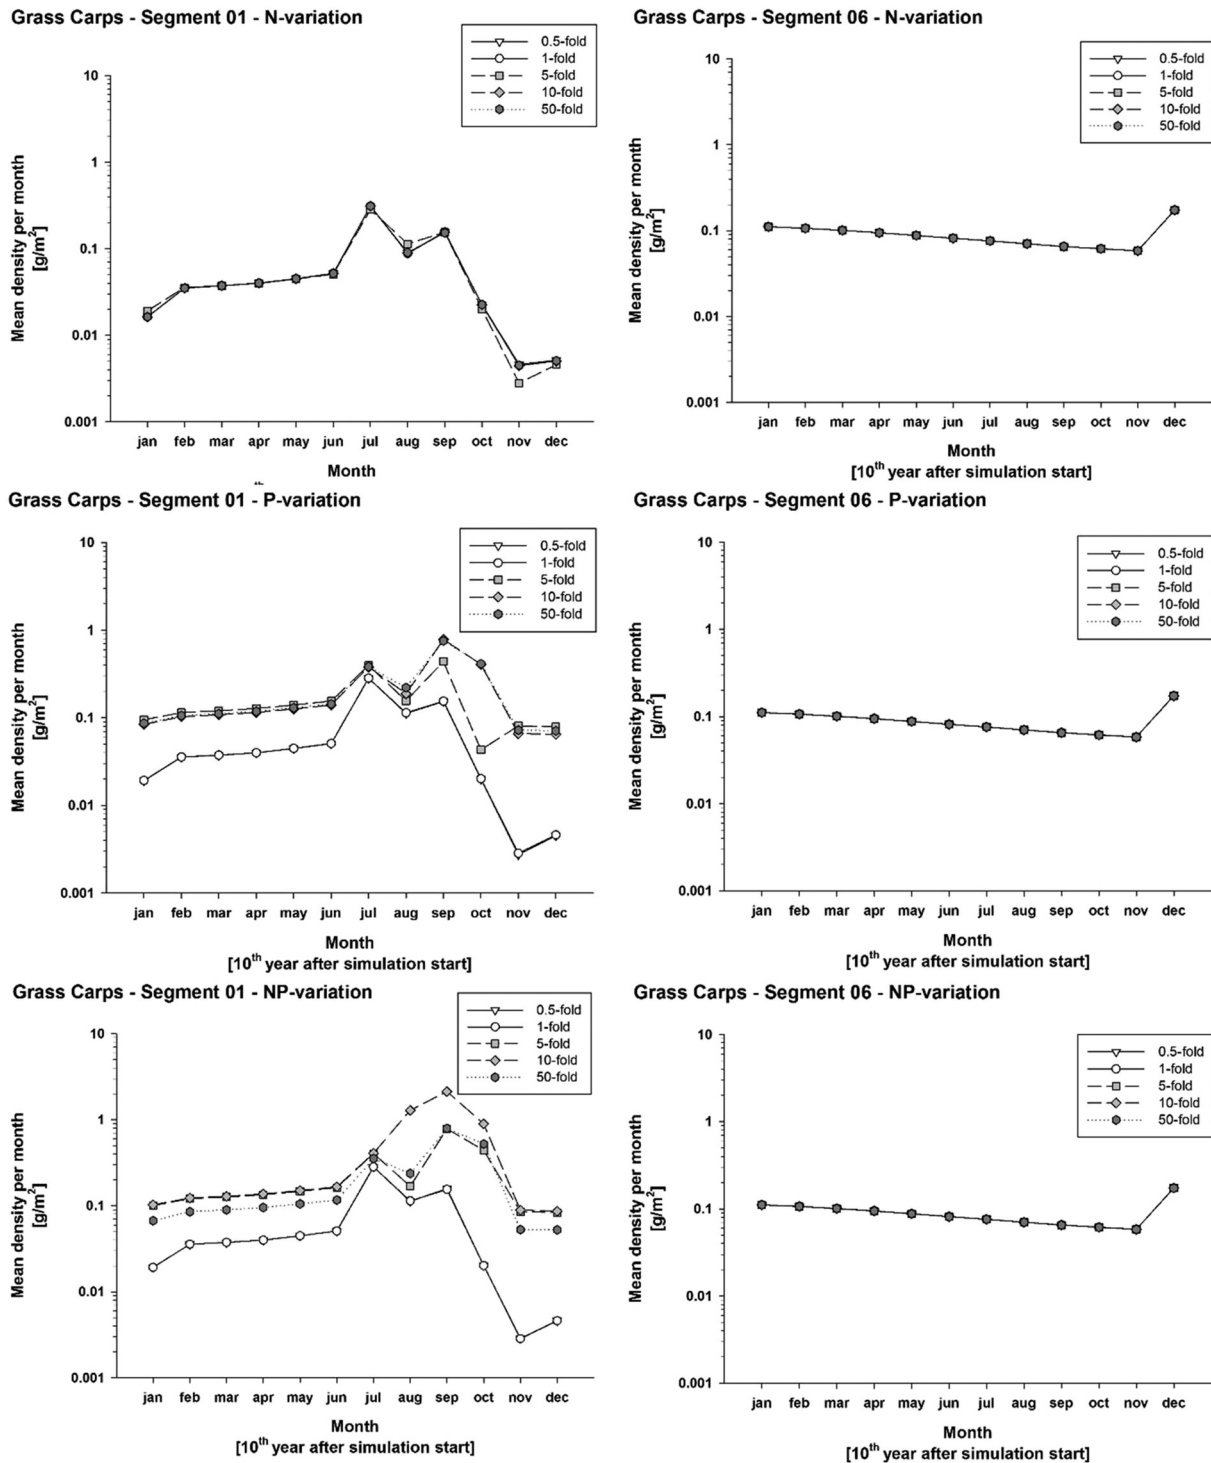 Grass Carps - Segment 01 - N-variation
0.5-fold
1-fold
5-fold
10-fold
50-fold
Mean density per month
[g/m²]
10
1
0.1
0.01
0.001
jan feb mar apr may jun jul aug sep oct nov dec
Month
Grass Carps - Segment 06 - N-variation
0.5-fold
1-fold
5-fold
10-fold
50-fold
Mean density per month
[g/m²]
10
1
0.1
0.01
0.001
jan feb mar apr may jun jul aug sep oct nov dec
Month
[10th year after simulation start]
Grass Carps - Segment 01 - P-variation
0.5-fold
1-fold
5-fold
10-fold
50-fold
Mean density per month
[g/m²]
10
1
0.1
0.01
0.001
jan feb mar apr may jun jul aug sep oct nov dec
Month
[10th year after simulation start]
Grass Carps - Segment 06 - P-variation
0.5-fold
1-fold
5-fold
10-fold
50-fold
Mean density per month
[g/m²]
10
1
0.1
0.01
0.001
jan feb mar apr may jun jul aug sep oct nov dec
Month
[10th year after simulation start]
Grass Carps - Segment 01 - NP-variation
0.5-fold
1-fold
5-fold
10-fold
50-fold
Mean density per month
[g/m²]
10
1
0.1
0.01
0.001
jan feb mar apr may jun jul aug sep oct nov dec
Month
[10th year after simulation start]
Grass Carps - Segment 06 - NP-variation
0.5-fold
1-fold
5-fold
10-fold
50-fold
Mean density per month
[g/m²]
10
1
0.1
0.01
0.001
jan feb mar apr may jun jul aug sep oct nov dec
Month
[10th year after simulation start]